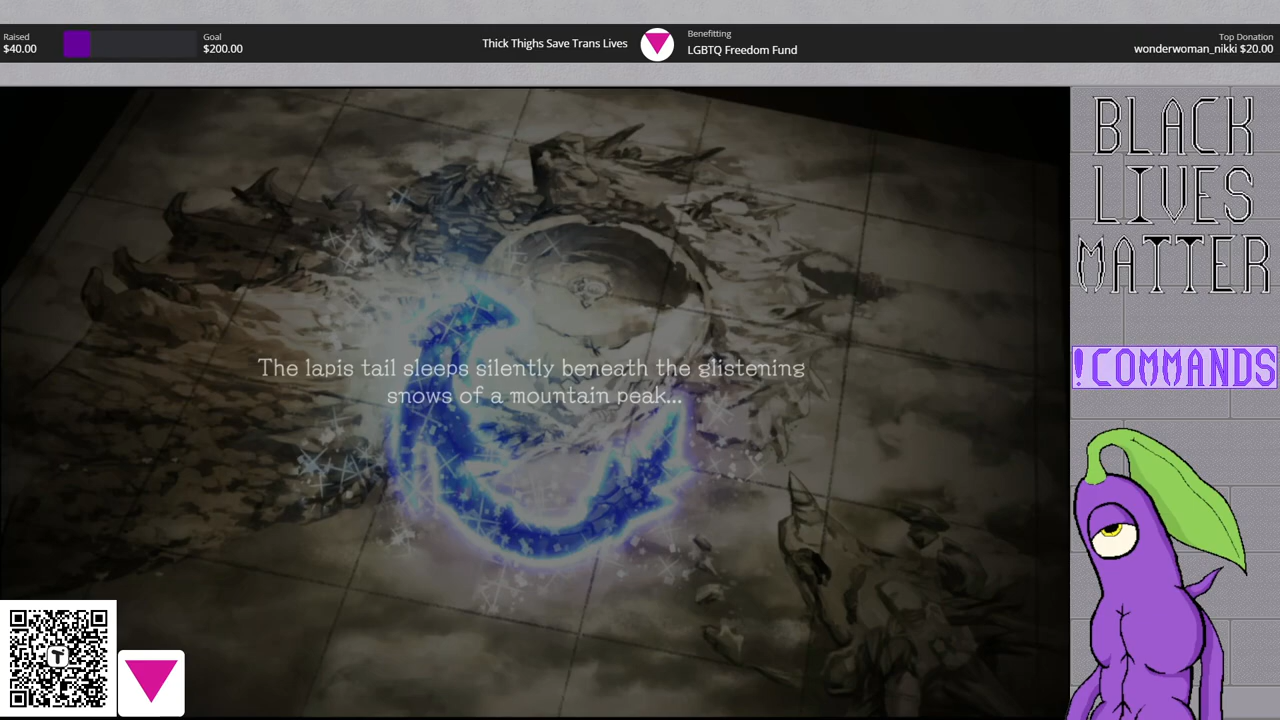 Raised
$40.00
Goal
$200.00
Thick Thighs Save Trans Lives
Benefitting
LGBTQ Freedom Fund
Top Donation
wonderwoman_nikki $20.00
BLACK
LIVES
MATTER
The lapis tail sleeps silently beneath the glistening
snows of a mountain peak...
!COMMANDS
T